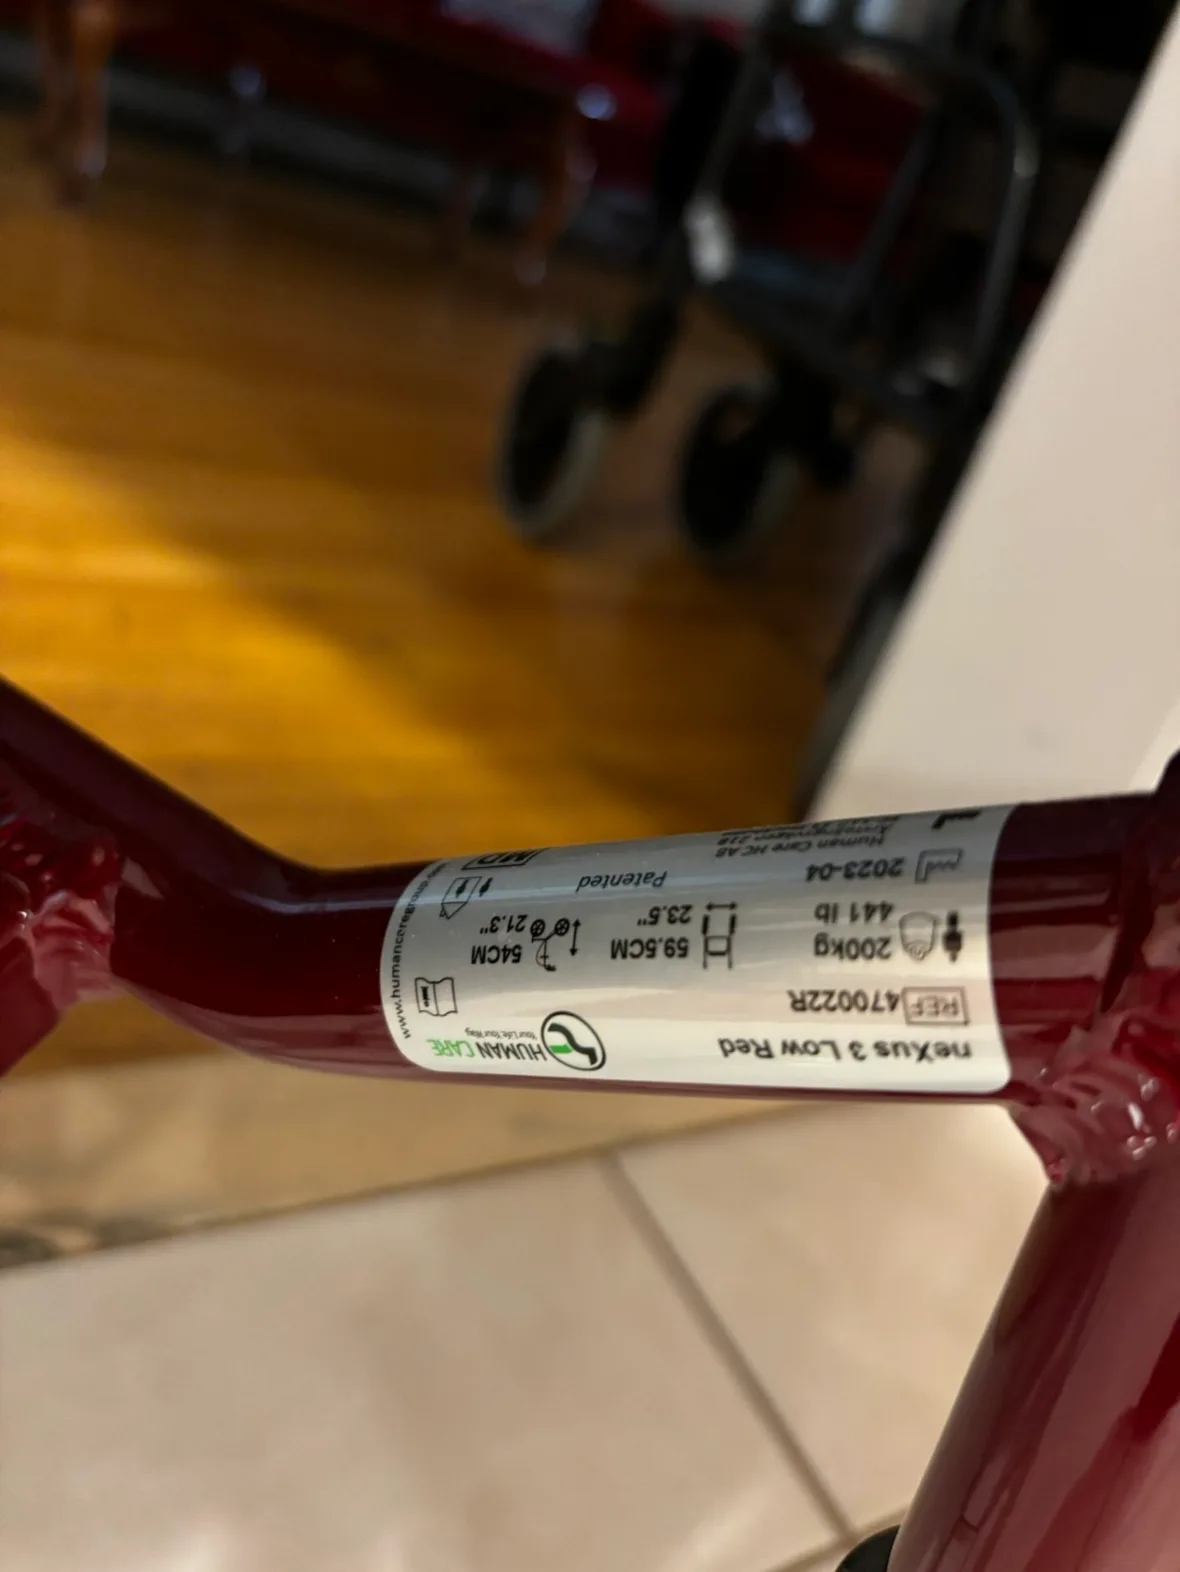 neXus 3 Low Red
REF 470022R
200kg
441 lb
2023-04
Human Care HC AB
59.5CM
23.5"
Patented
HUMAN CARE
Your Life. Your Way.
54CM
21.3"
MD
www.humancaregroup.com